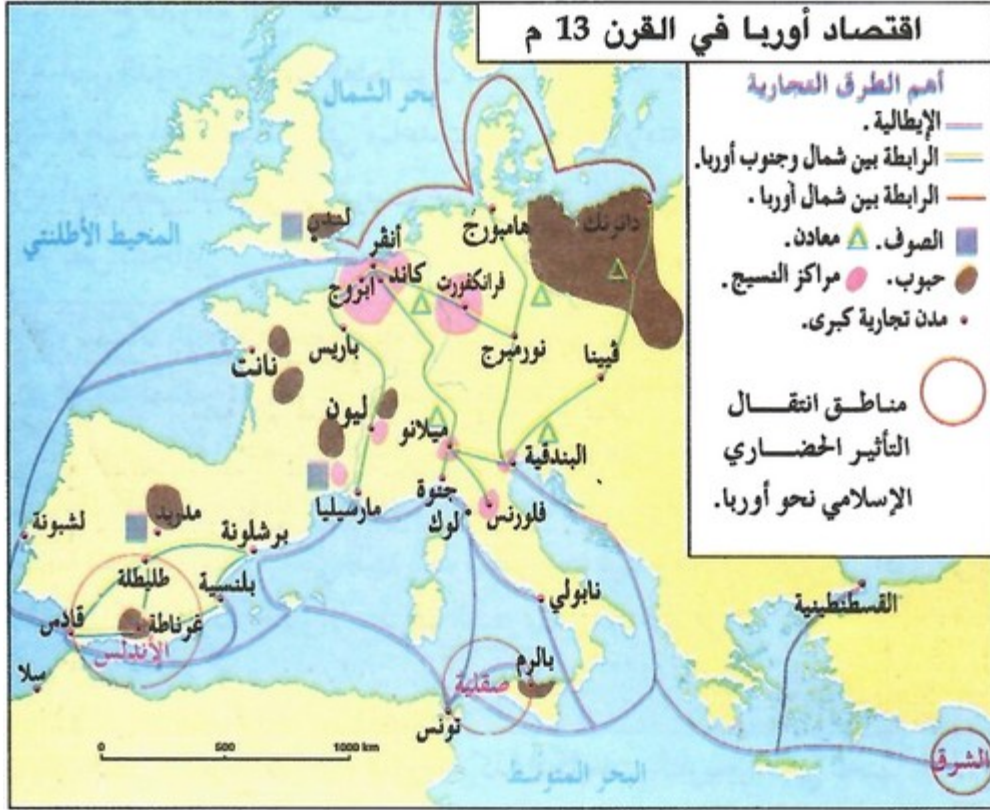 اقتصاد أوربا في القرن 13 م
أهم الطرق التجارية
الإيطالية .
الرابطة بين شمال وجنوب أوربا.
الرابطة بين شمال أوربا .
الصوف. معادن.
حبوب. مراكز النسيج.
مدن تجارية كبرى.
مناطق انتقال
التأثير الحضاري
الإسلامي نحو أوربا.
بحر الشمال
المحيط الأطلنتي
لندن
هامبورج
دانزنك
أنڤر
كاند
ابروج
فرانكفورت
باريس
نورمبرج
ڤيينا
نانت
ليون
ميلانو
البندقية
جنوة
مارسيليا
لوك
فلورنس
لشبونة
مدريد
برشلونة
طليطلة
بلنسية
نابولي
القسطنطينية
قادس
غرناطة
الأندلس
بالرم
صقلية
سلا
تونس
الشرق
البحر المتوسط
0 500 1000 km